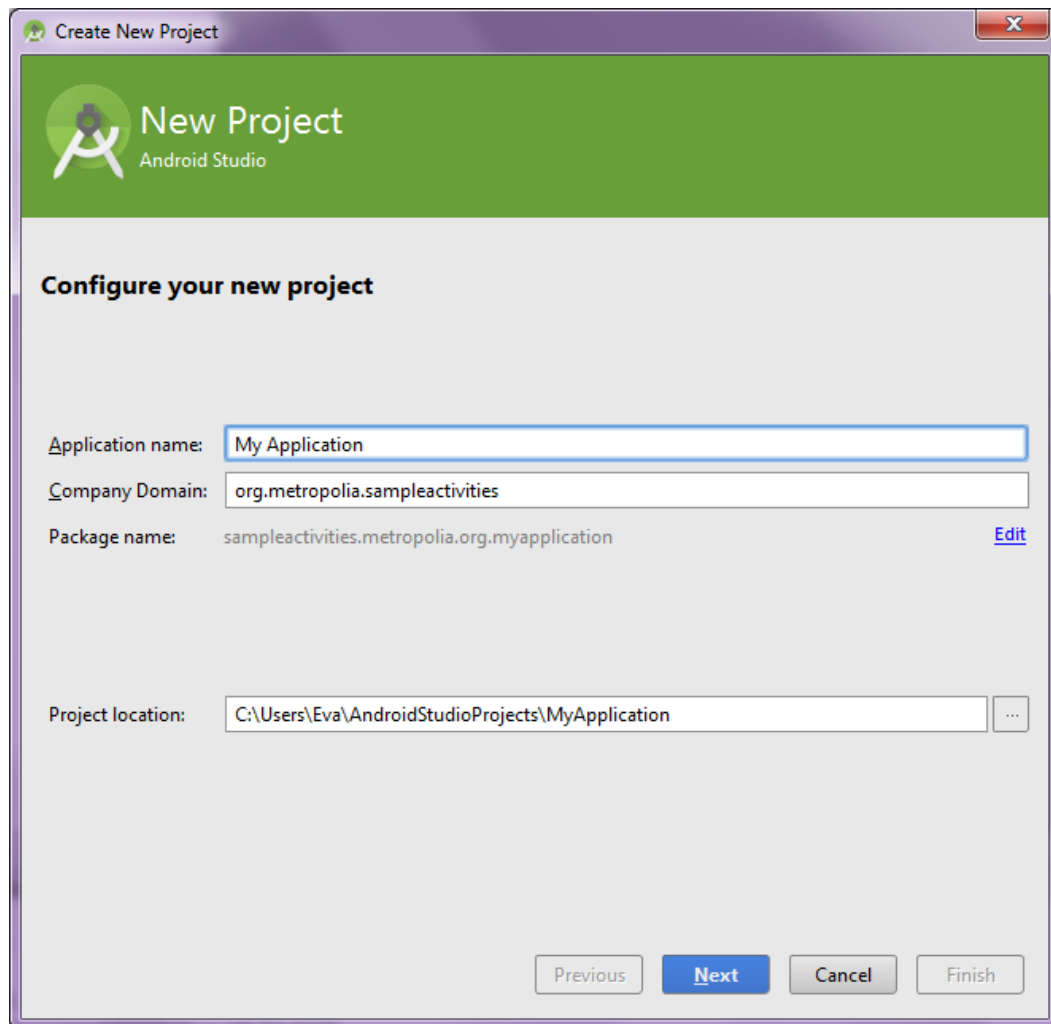 Create New Project
New Project
Android Studio
Configure your new project
Application name: My Application
Company Domain: org.metropolia.sampleactivities
Package name: sampleactivities.metropolia.org.myapplication Edit
Project location: C:\Users\Eva\AndroidStudioProjects\MyApplication ...
Previous Next Cancel Finish